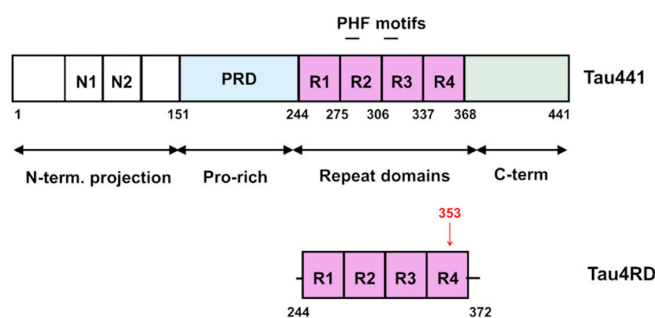 PHF motifs
N1 N2 PRD R1 R2 R3 R4 Tau441
1 151 244 275 306 337 368 441
N-term. projection Pro-rich Repeat domains C-term
353
R1 R2 R3 R4 Tau4RD
244 372